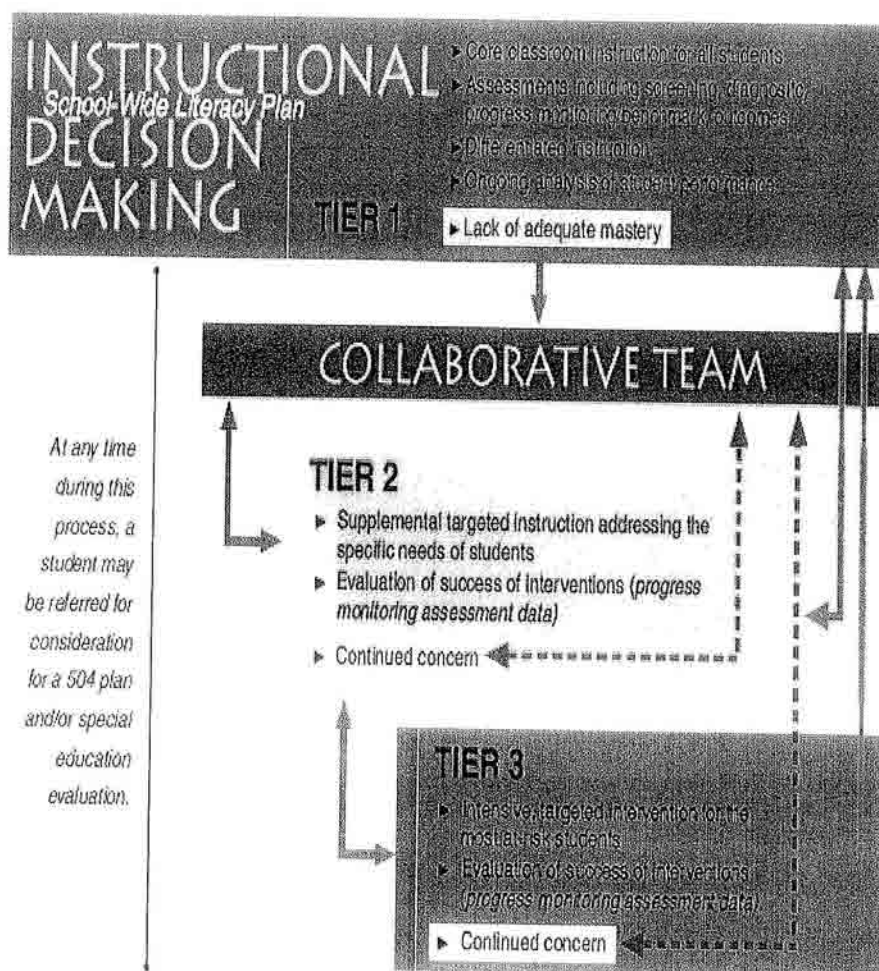 INSTRUCTIONAL
School-Wide Literacy Plan
DECISION
MAKING
TIER 1
▶ Core classroom instruction for all students
▶ Assessments including screening, diagnostic,
progress monitoring/benchmark, outcomes
▶ Differentiated instruction
▶ Ongoing analysis of student performance
▶ Lack of adequate mastery
COLLABORATIVE TEAM
At any time
during this
process, a
student may
be referred for
consideration
for a 504 plan
and/or special
education
evaluation.
TIER 2
▶ Supplemental targeted instruction addressing the
specific needs of students
▶ Evaluation of success of interventions (progress
monitoring assessment data)
▶ Continued concern
TIER 3
▶ Intensive, targeted intervention for the
most at-risk students
▶ Evaluation of success of interventions
(progress monitoring assessment data)
▶ Continued concern